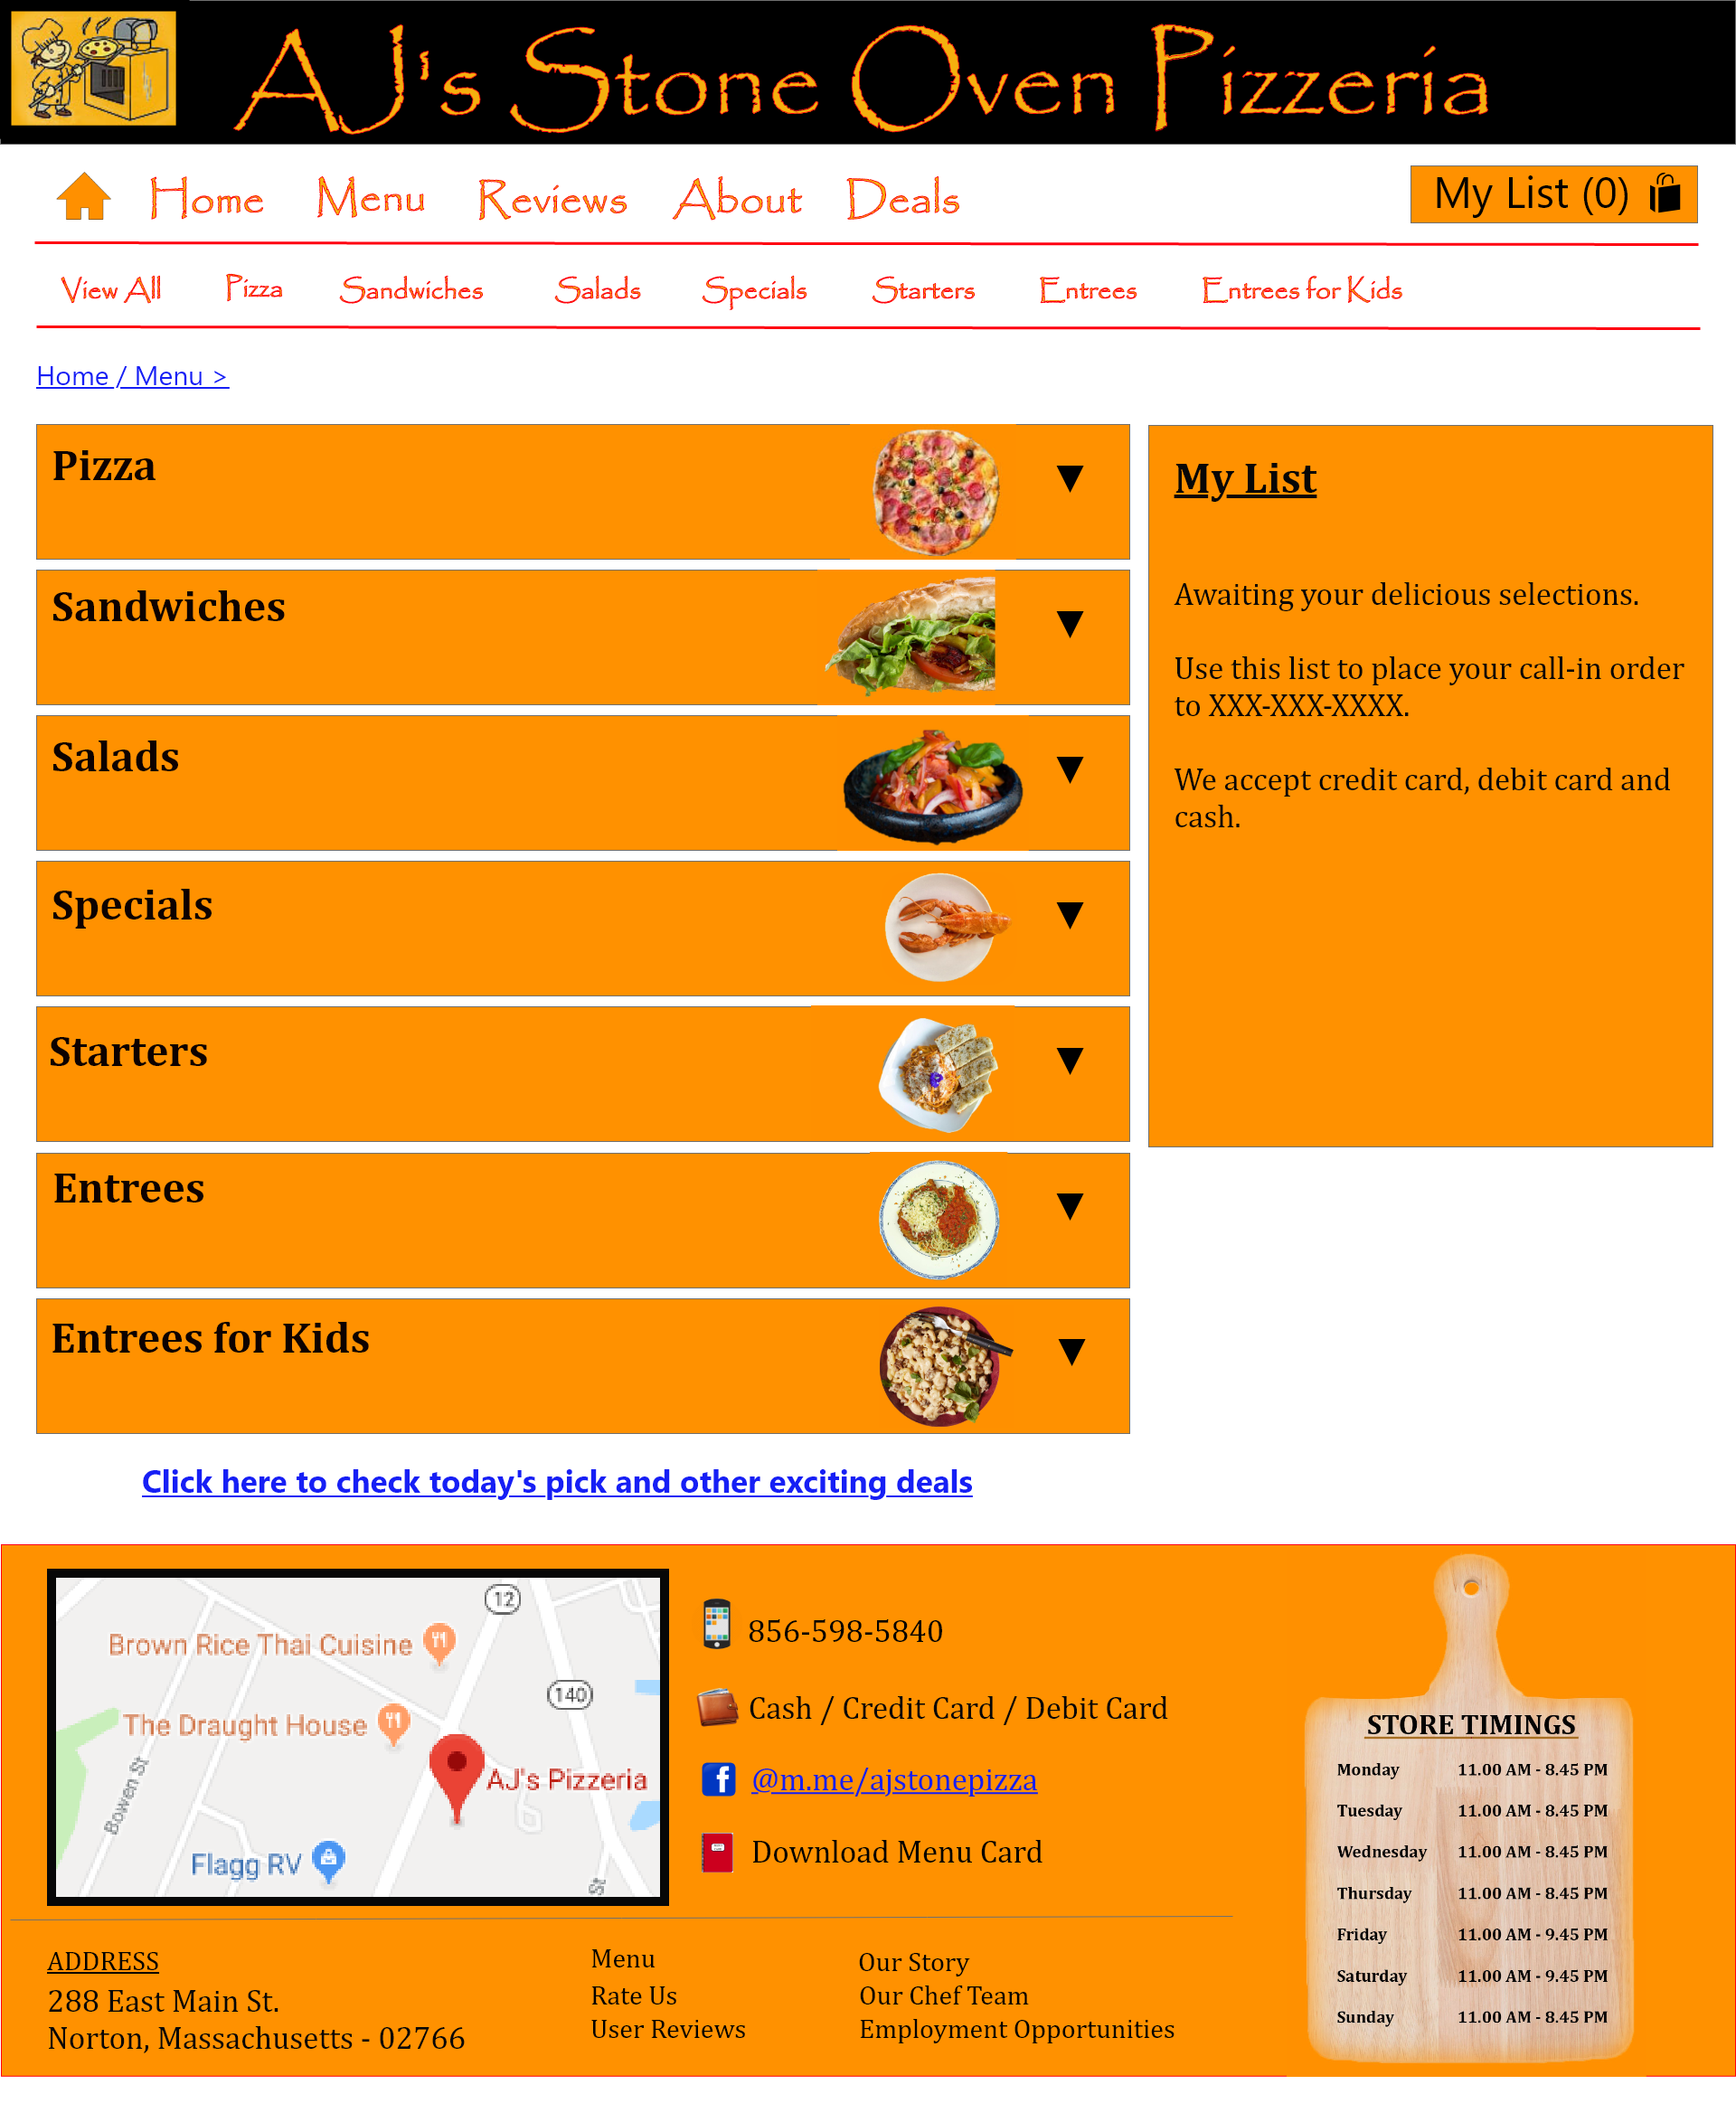 AJ's Stone Oven Pizzeria
Home Menu Reviews About Deals My List (0)
View All Pizza Sandwiches Salads Specials Starters Entrees Entrees for Kids
Home / Menu >
Pizza ▼
Sandwiches ▼
Salads ▼
Specials ▼
Starters ▼
Entrees ▼
Entrees for Kids ▼
My List
Awaiting your delicious selections.
Use this list to place your call-in order
to XXX-XXX-XXXX.
We accept credit card, debit card and
cash.
Click here to check today's pick and other exciting deals
12
Brown Rice Thai Cuisine
140
The Draught House
AJ's Pizzeria
Bowen St
Flagg RV
St
856-598-5840
Cash / Credit Card / Debit Card
@m.me/ajstonepizza
Download Menu Card
STORE TIMINGS
Monday 11.00 AM - 8.45 PM
Tuesday 11.00 AM - 8.45 PM
Wednesday 11.00 AM - 8.45 PM
Thursday 11.00 AM - 8.45 PM
Friday 11.00 AM - 9.45 PM
Saturday 11.00 AM - 9.45 PM
Sunday 11.00 AM - 8.45 PM
ADDRESS
288 East Main St.
Norton, Massachusetts - 02766
Menu
Rate Us
User Reviews
Our Story
Our Chef Team
Employment Opportunities